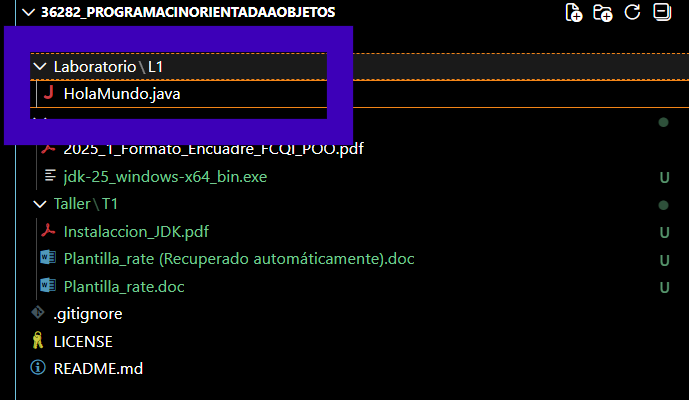 36282_PROGRAMACINORIENTADAAOBJETOS
Laboratorio\L1
HolaMundo.java
2025_1_Formato_Encuadre_FCQI_POO.pdf
jdk-25_windows-x64_bin.exe U
Taller\T1
Instalaccion_JDK.pdf U
Plantilla_rate (Recuperado automáticamente).doc U
Plantilla_rate.doc U
.gitignore
LICENSE
README.md